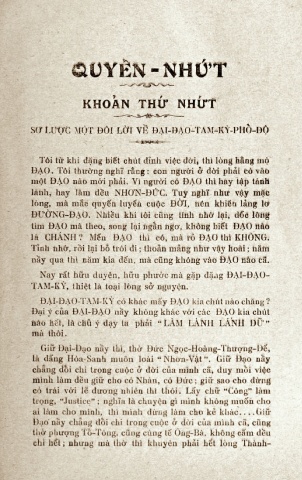 QUYỀN-NHỨT
KHOẢN THỨ NHỨT
SƠ LƯỢC MỘT ĐÔI LỜI VỀ ĐẠI-ĐẠO-TAM-KỲ-PHỔ-ĐỘ
Tôi từ khi đặng biết chút đỉnh việc đời, thì lòng hằng mộ
ĐẠO. Tôi thường nghĩ rằng: con người ở đời phải có vào
một ĐẠO nào mới phải. Vì người có ĐẠO thì hay tập tánh
lành, hay làm đều NHƠN-ĐỨC. Tuy nghĩ như vậy mặc
lòng, mà mắc quyến luyến cuộc ĐỜI, nên khiến lảng lơ
ĐƯỜNG-ĐẠO. Nhiều khi tôi cũng tính nhớ lại, dốc lòng
tìm ĐẠO mà theo, song lại ngần ngơ, không biết ĐẠO nào
là CHÁNH? Mến ĐẠO thì có, mà rõ ĐẠO thì KHÔNG.
Tính nhớ, rồi lại bỏ trôi đi; thoản mãng như vậy hoài; năm
nầy qua thì năm kia đến, mà cũng không vào ĐẠO nào cả.
Nay rất hữu duyên, hữu phước mà gặp đặng ĐẠI-ĐẠO-
TAM-KỲ, thiệt là toại lòng sở nguyện.
ĐẠI-ĐẠO-TAM-KỲ có khác mấy ĐẠO kia chút nào chăng?
Đại ý của ĐẠI-ĐẠO nầy không khác với các ĐẠO kia chút
nào hết, là chủ ý dạy ta phải "LÀM LÀNH LÁNH DỮ"
mà thôi.
Giữ Đại-Đạo nầy thì, thờ Đức Ngọc-Hoàng-Thượng-Đế,
là đấng Hóa-Sanh muôn loài "Nhơn-Vật". Giữ Đạo nầy
chẳng đổi chi trong cuộc ở đời của mình cả, duy mỗi việc
mình làm đều giữ cho có Nhân, có Đức; giữ sao cho đừng
có trái với lẽ đương nhiên thì thôi. Lấy chữ "Công" làm
trọng, "Justice"; nghĩa là chuyện gì mình không muốn cho
ai làm cho mình, thì mình đừng làm cho kẻ khác....Giữ Đạo
nầy chẳng đổi chi trong cuộc ở đời của mình cã, cũng
thờ phượng Tổ-Tông, cũng cúng tế Ông-Bà, không cấm đều
chi hết; nhưng mà thờ thì khuyên phải hết lòng Thành-